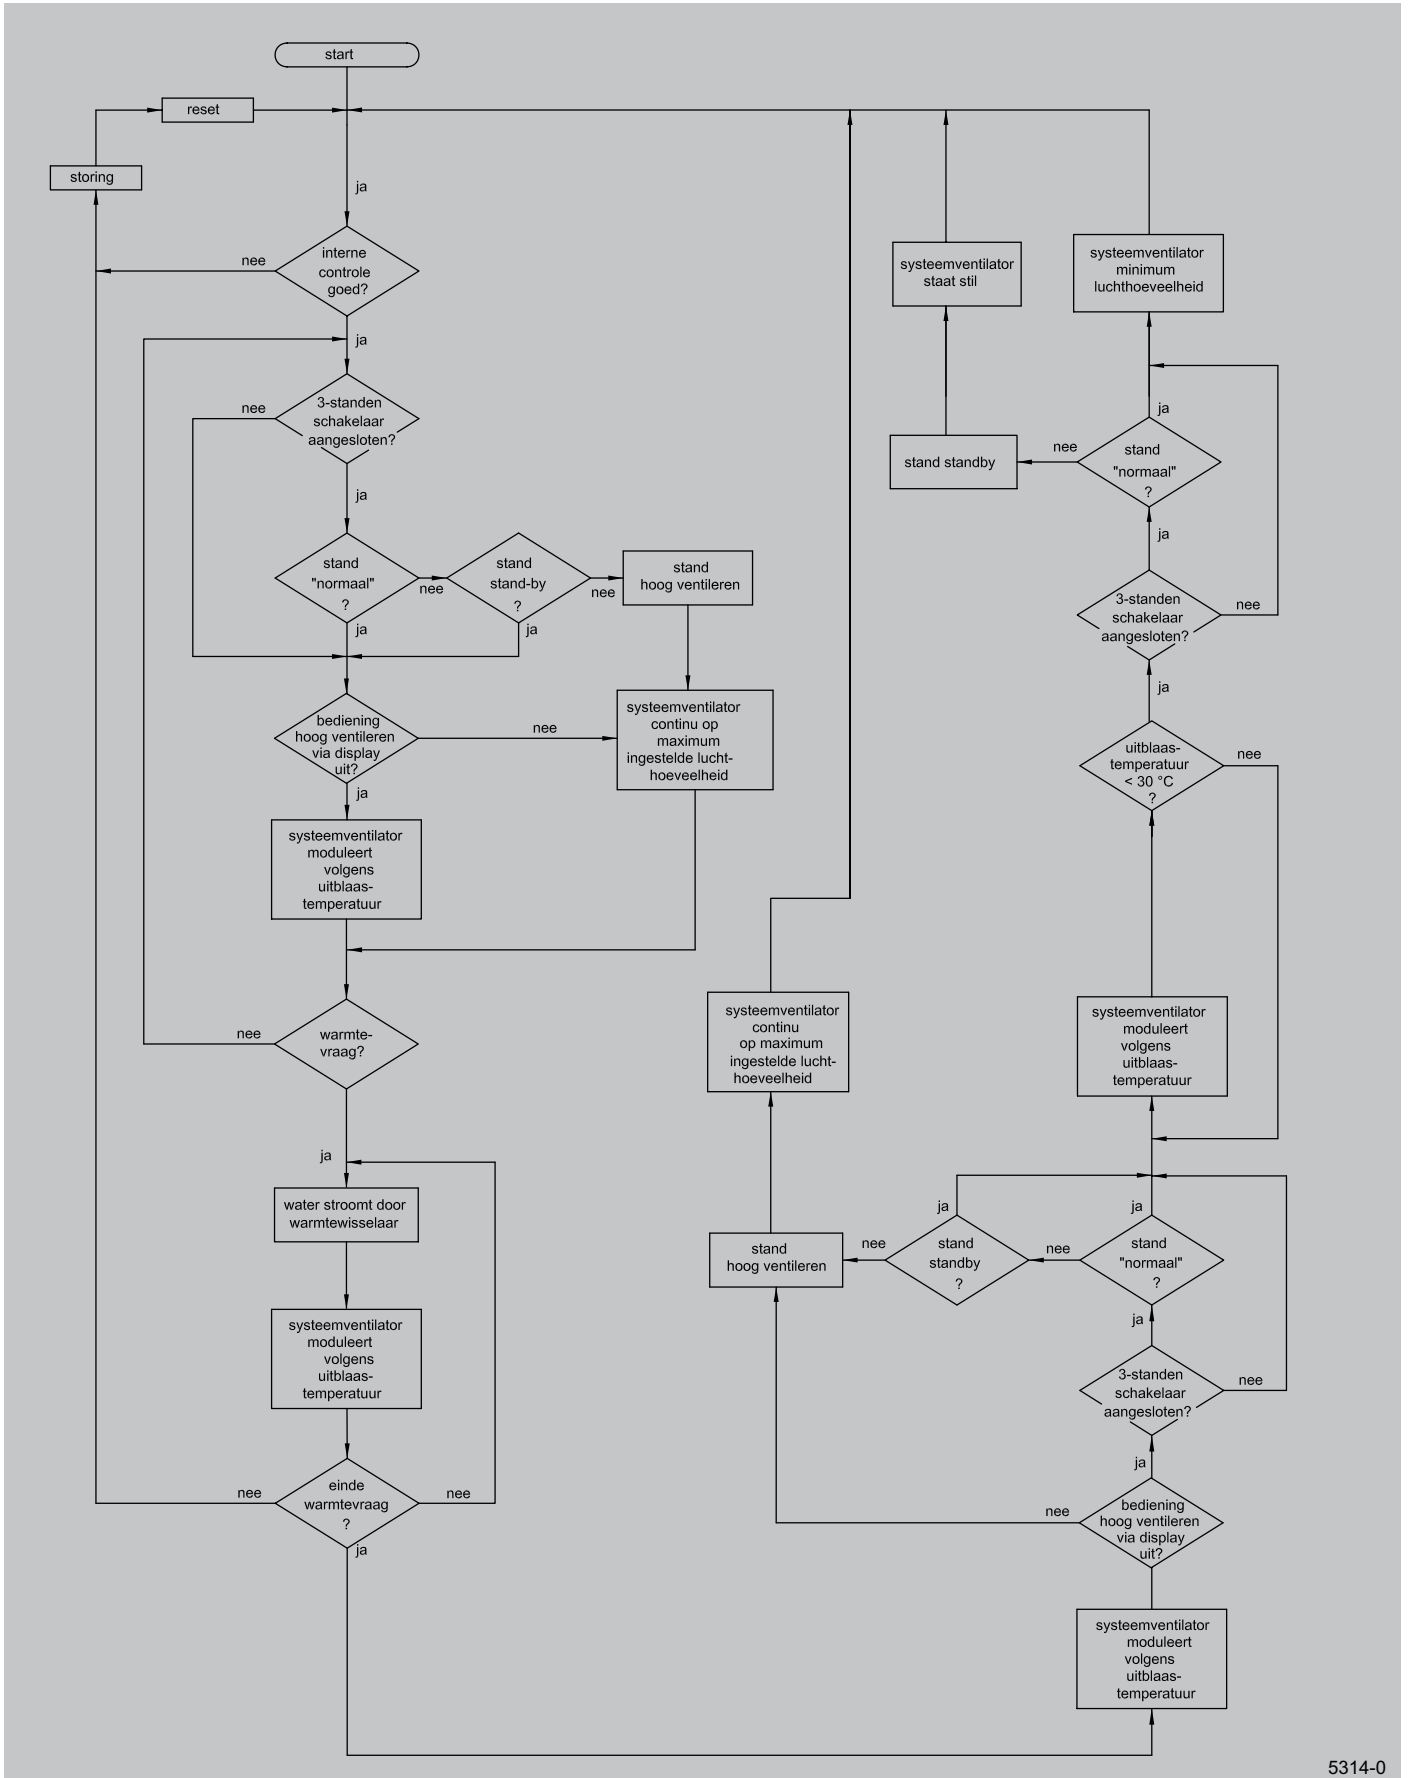 start
reset
storing
ja
interne
controle
goed?
nee
ja
3-standen
schakelaar
aangesloten?
nee
ja
stand
"normaal"
?
nee
ja
stand
stand-by
?
nee
ja
stand
hoog ventileren
bediening
hoog ventileren
via display
uit?
nee
ja
systeemventilator
continu op
maximum
ingestelde lucht-
hoeveelheid
systeemventilator
moduleert
volgens
uitblaas-
temperatuur
warmte-
vraag?
nee
ja
water stroomt door
warmtewisselaar
systeemventilator
moduleert
volgens
uitblaas-
temperatuur
einde
warmtevraag
?
nee
nee
ja
systeemventilator
staat stil
systeemventilator
minimum
luchthoeveelheid
ja
stand standby
nee
stand
"normaal"
?
ja
3-standen
schakelaar
aangesloten?
nee
ja
uitblaas-
temperatuur
< 30 °C
?
nee
systeemventilator
continu
op maximum
ingestelde lucht-
hoeveelheid
systeemventilator
moduleert
volgens
uitblaas-
temperatuur
ja
ja
stand
hoog ventileren
nee
stand
standby
?
nee
stand
"normaal"
?
ja
3-standen
schakelaar
aangesloten?
nee
ja
nee
bediening
hoog ventileren
via display
uit?
systeemventilator
moduleert
volgens
uitblaas-
temperatuur
5314-0